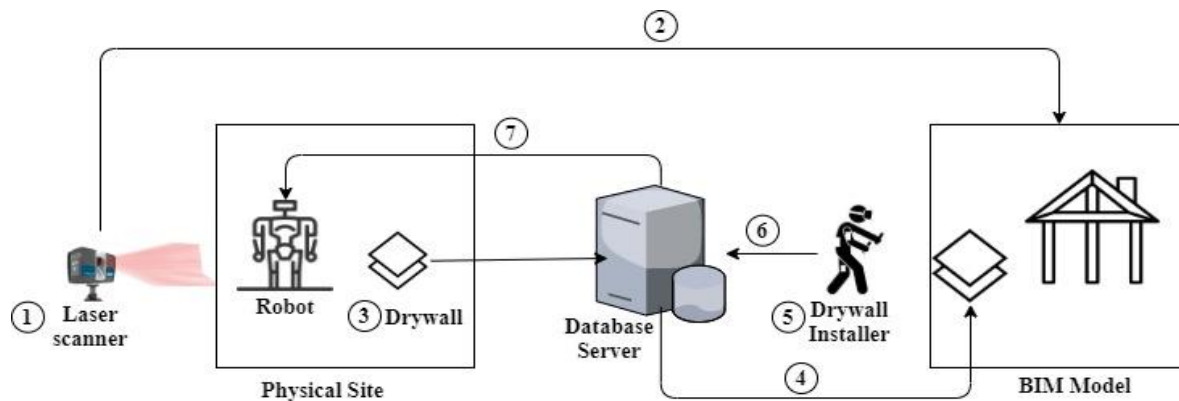 2
7
6
1 Laser
scanner
Robot
3 Drywall
Database
Server
5 Drywall
Installer
4
Physical Site
BIM Model